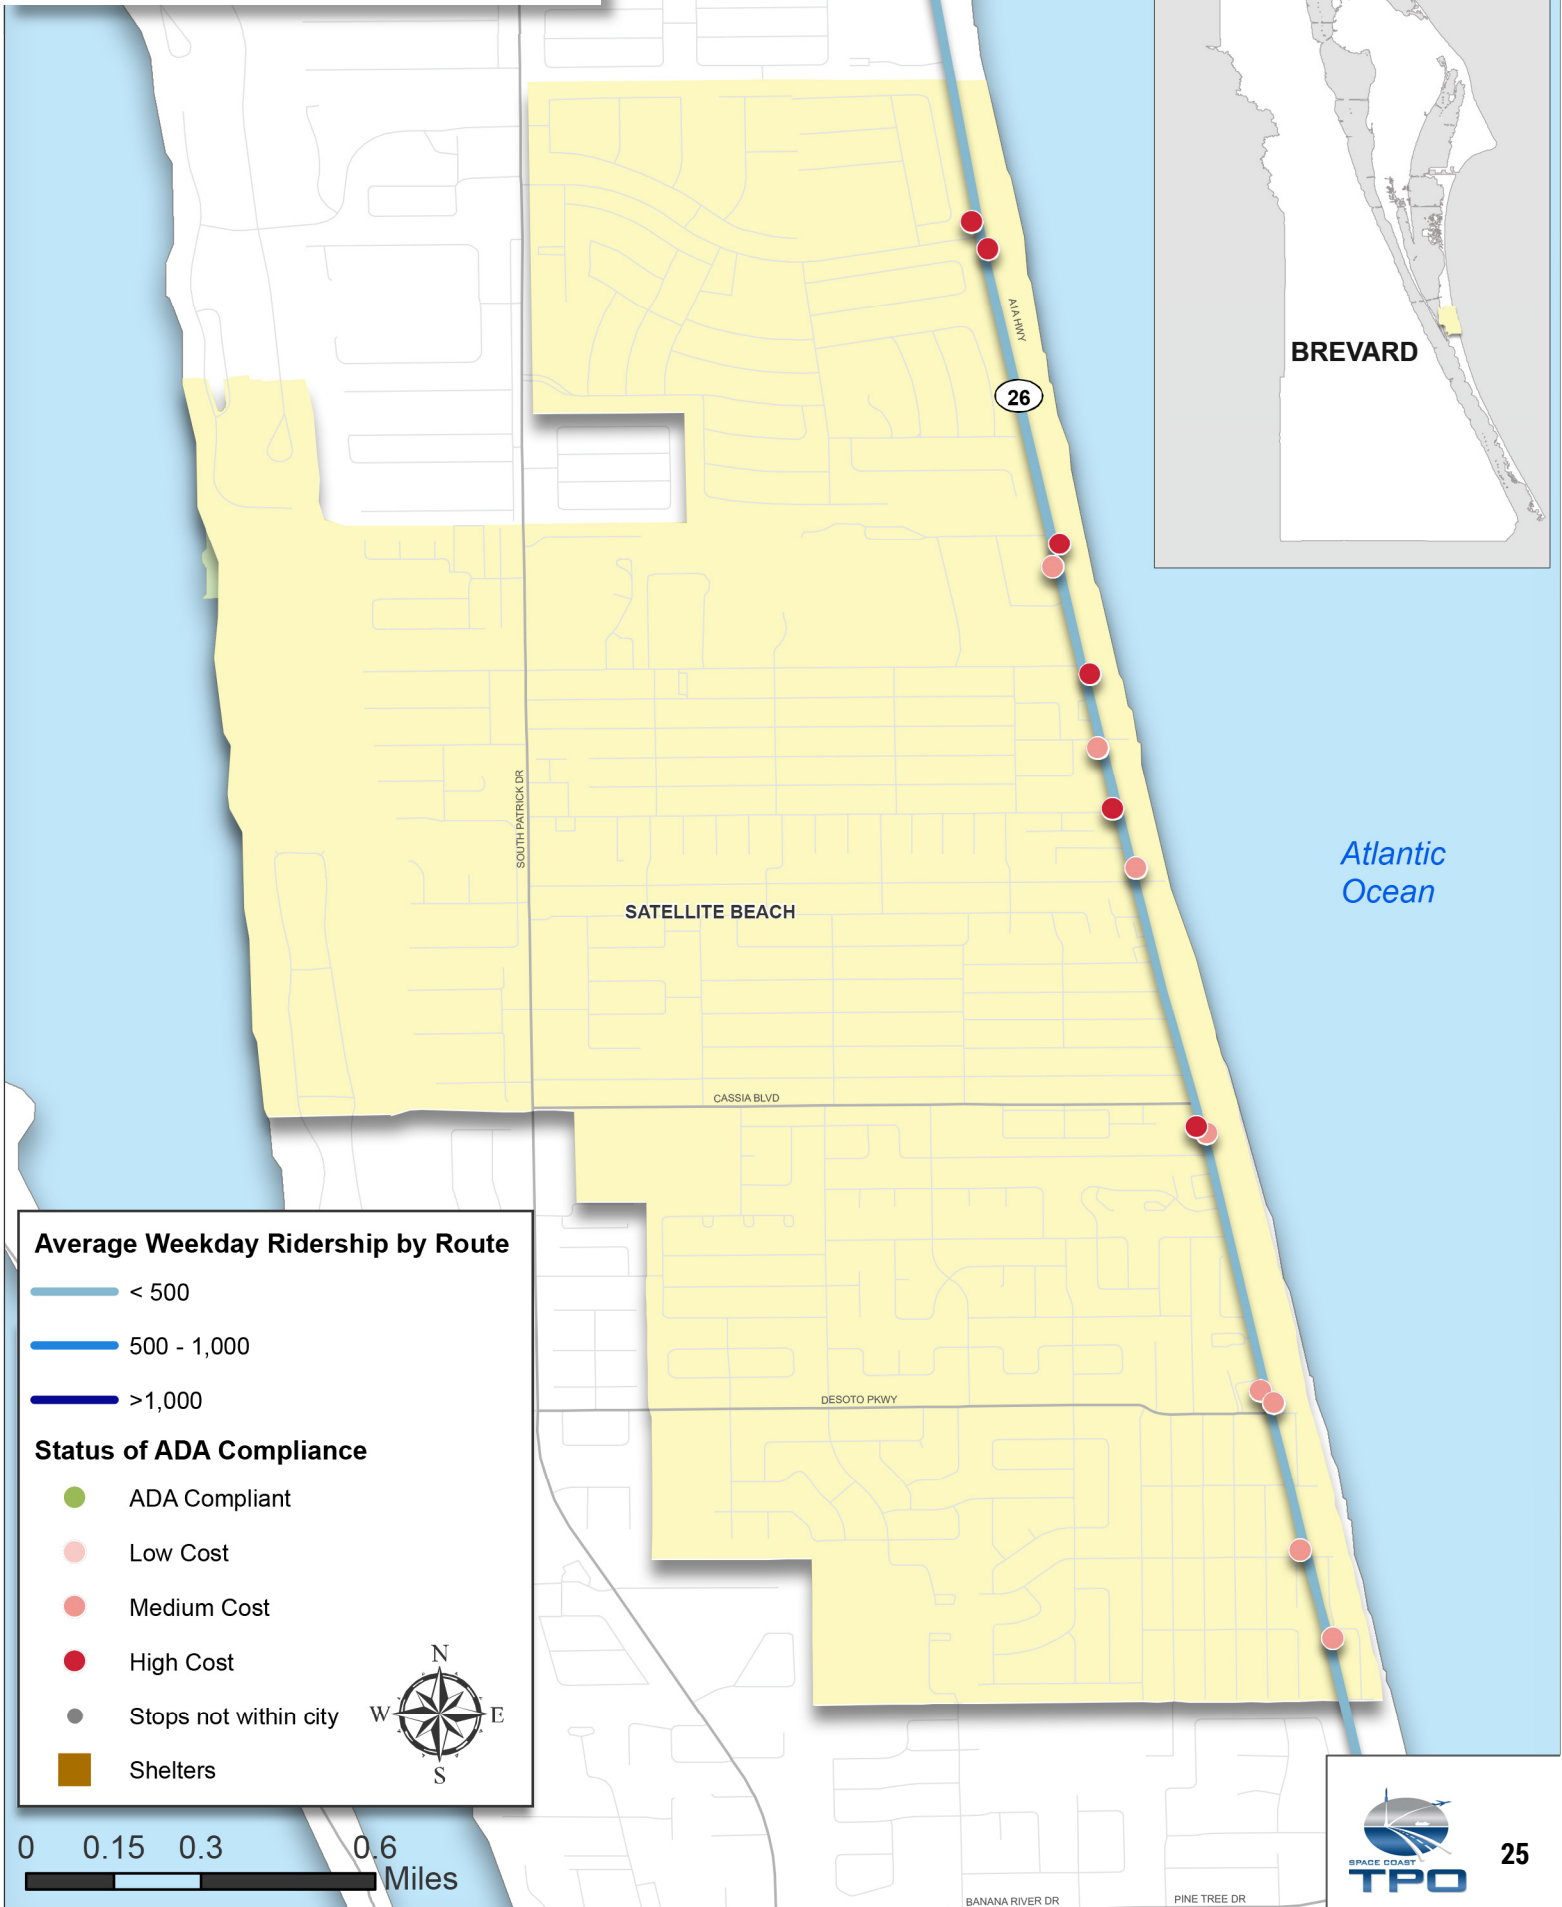 BREVARD
A1A HWY
26
SOUTH PATRICK DR
Atlantic
Ocean
SATELLITE BEACH
CASSIA BLVD
DESOTO PKWY
Average Weekday Ridership by Route
< 500
500 - 1,000
>1,000
Status of ADA Compliance
ADA Compliant
Low Cost
Medium Cost
High Cost
Stops not within city
Shelters
N
W E
S
0 0.15 0.3 0.6
Miles
BANANA RIVER DR
PINE TREE DR
SPACE COAST
TPO
25